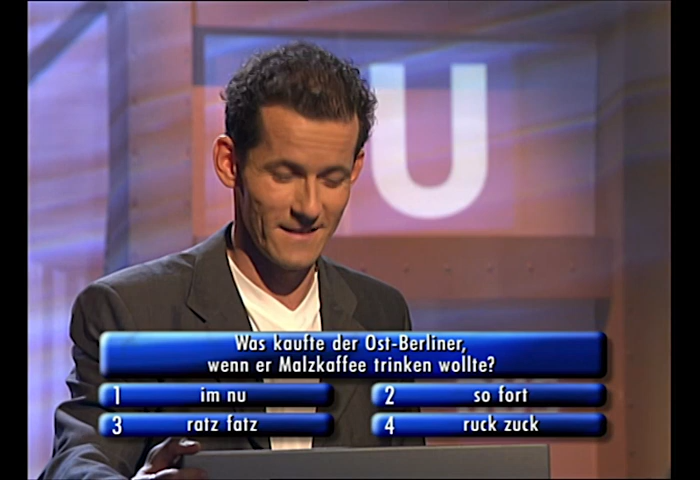 U
Was kaufte der Ost-Berliner,
wenn er Malzkaffee trinken wollte?
1 im nu
2 so fort
3 ratz fatz
4 ruck zuck